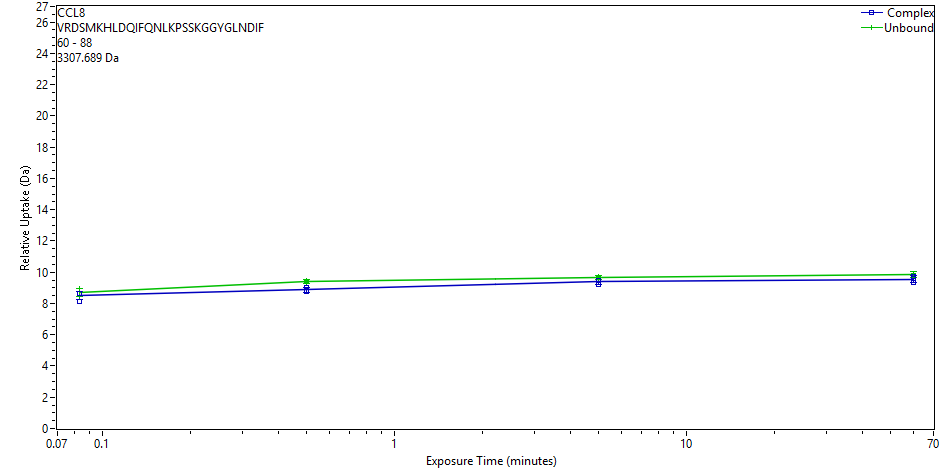 27
26
24
22
20
18
16
14
12
10
8
6
4
2
0
Relative Uptake (Da)
CCL8
VRDSMKHLDQIFQNLKPSSKGGYGLNDIF
60 - 88
3307.689 Da
Complex
Unbound
0.07 0.1 1 10 70
Exposure Time (minutes)